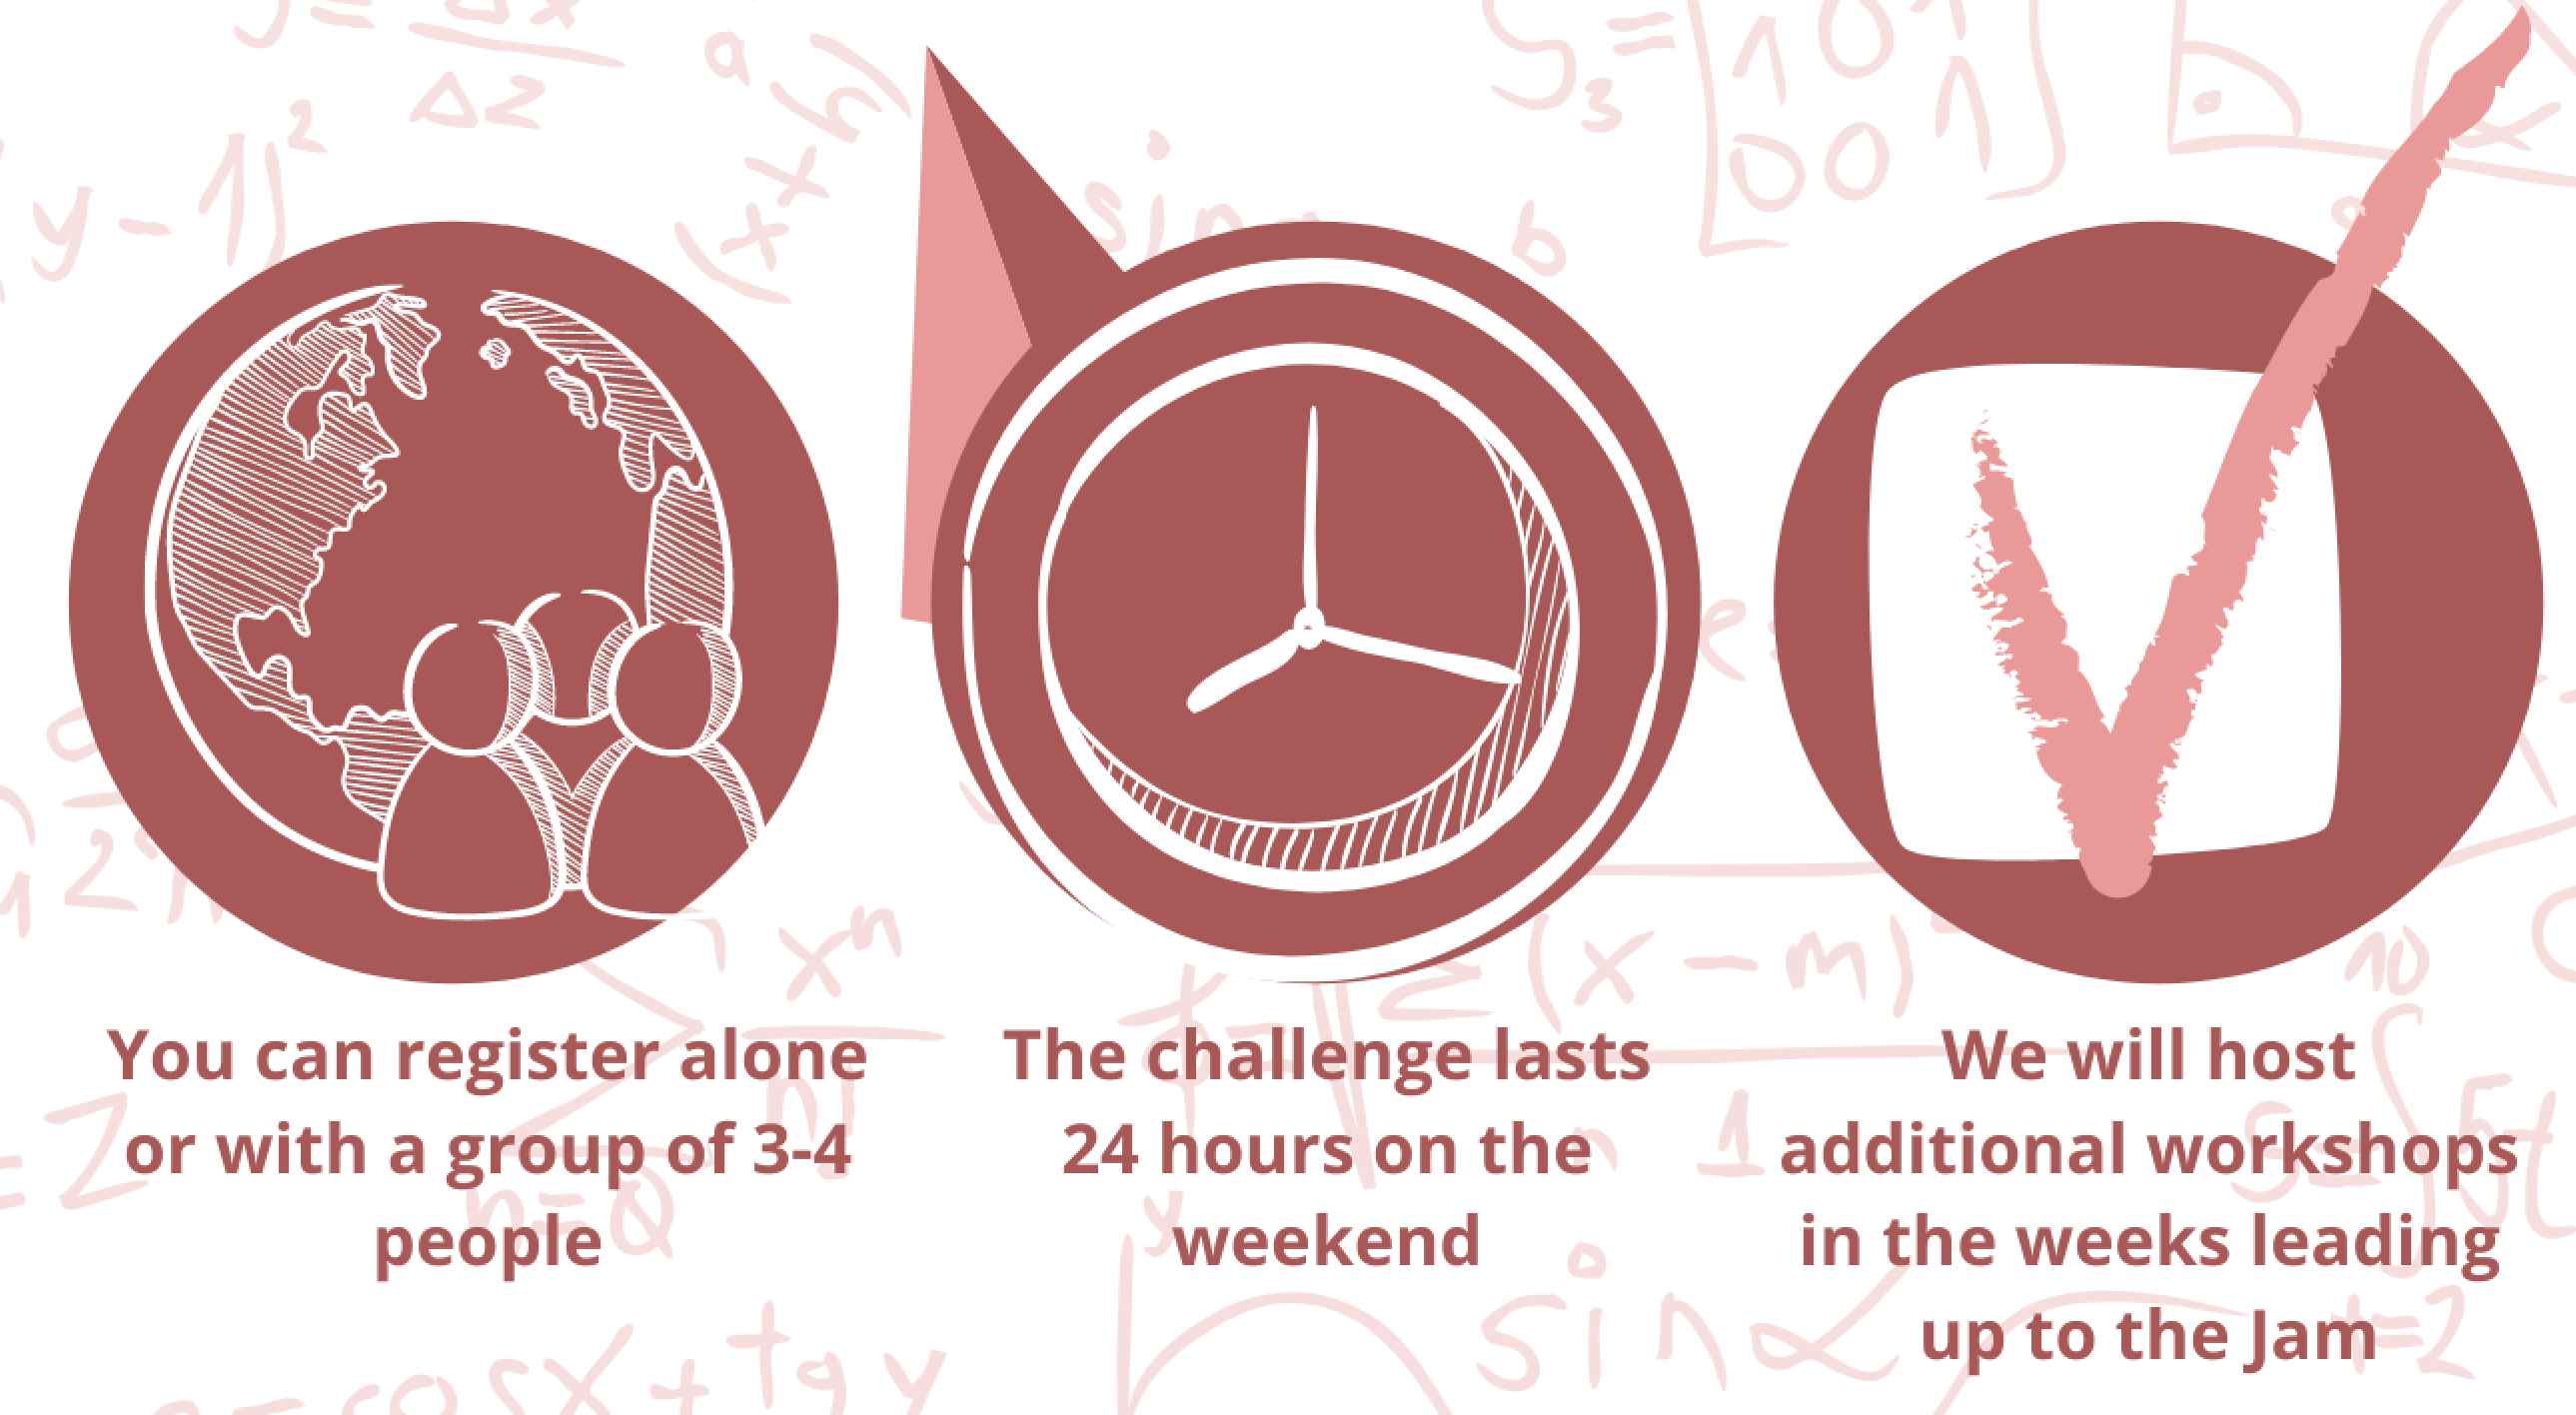 You can register alone
or with a group of 3-4
people
The challenge lasts
24 hours on the
weekend
We will host
additional workshops
in the weeks leading
up to the Jam